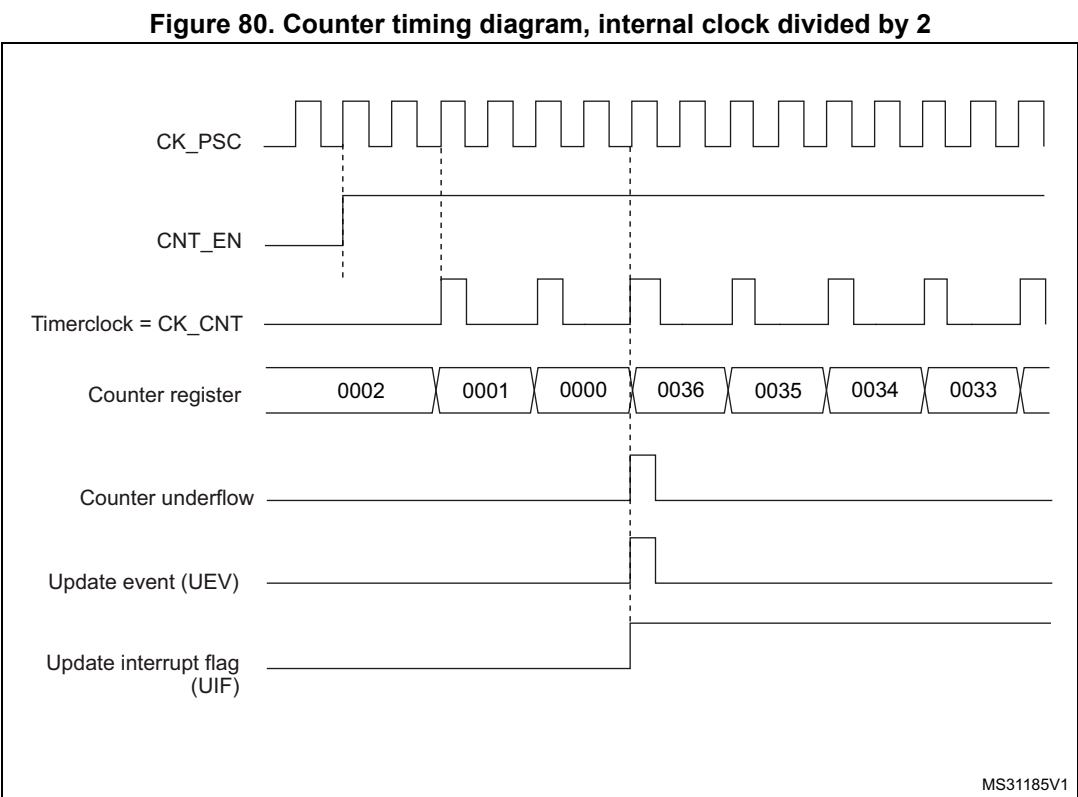 Figure 80. Counter timing diagram, internal clock divided by 2
CK_PSC
CNT_EN
Timerclock = CK_CNT
Counter register
0002
0001
0000
0036
0035
0034
0033
Counter underflow
Update event (UEV)
Update interrupt flag
(UIF)
MS31185V1